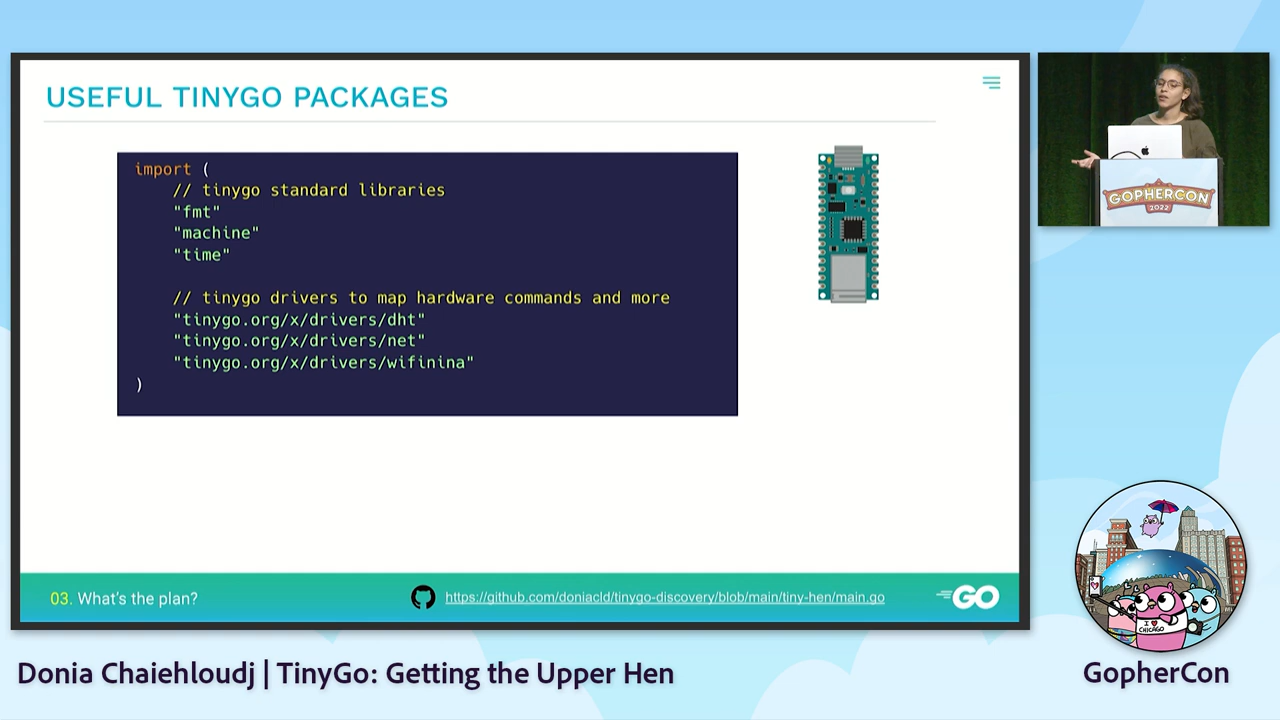 USEFUL TINYGO PACKAGES
import (
// tinygo standard libraries
"fmt"
"machine"
"time"
// tinygo drivers to map hardware commands and more
"tinygo.org/x/drivers/dht"
"tinygo.org/x/drivers/net"
"tinygo.org/x/drivers/wifinina"
)
03. What's the plan?
https://github.com/doniacld/tinygo-discovery/blob/main/tiny-hen/main.go
GO
GOPHERCON
2022
I ♥
CHICAGO
Donia Chaiehloudj | TinyGo: Getting the Upper Hen
GopherCon